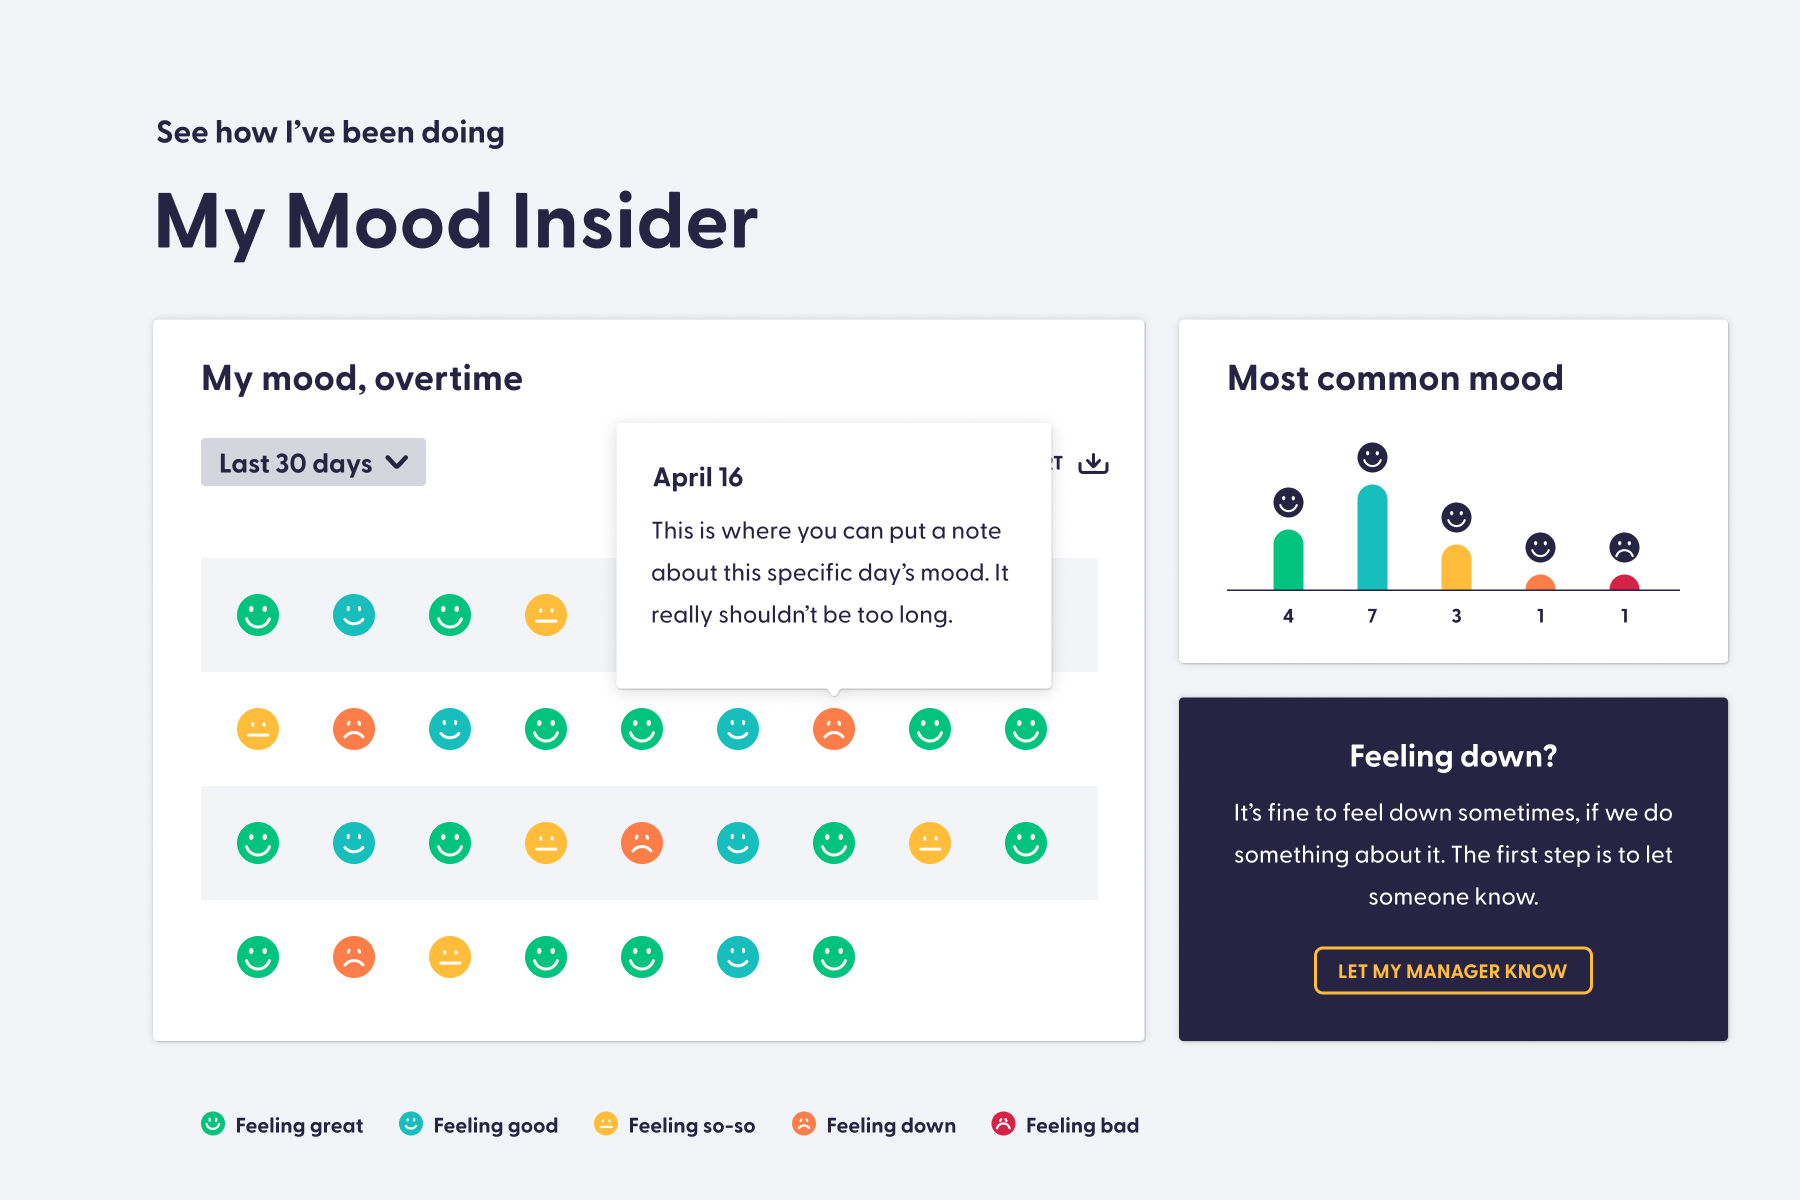 See how I've been doing
My Mood Insider
My mood, overtime
Last 30 days
April 16
This is where you can put a note
about this specific day's mood. It
really shouldn't be too long.
Most common mood
4 7 3 1 1
Feeling down?
It's fine to feel down sometimes, if we do
something about it. The first step is to let
someone know.
LET MY MANAGER KNOW
Feeling great Feeling good Feeling so-so Feeling down Feeling bad